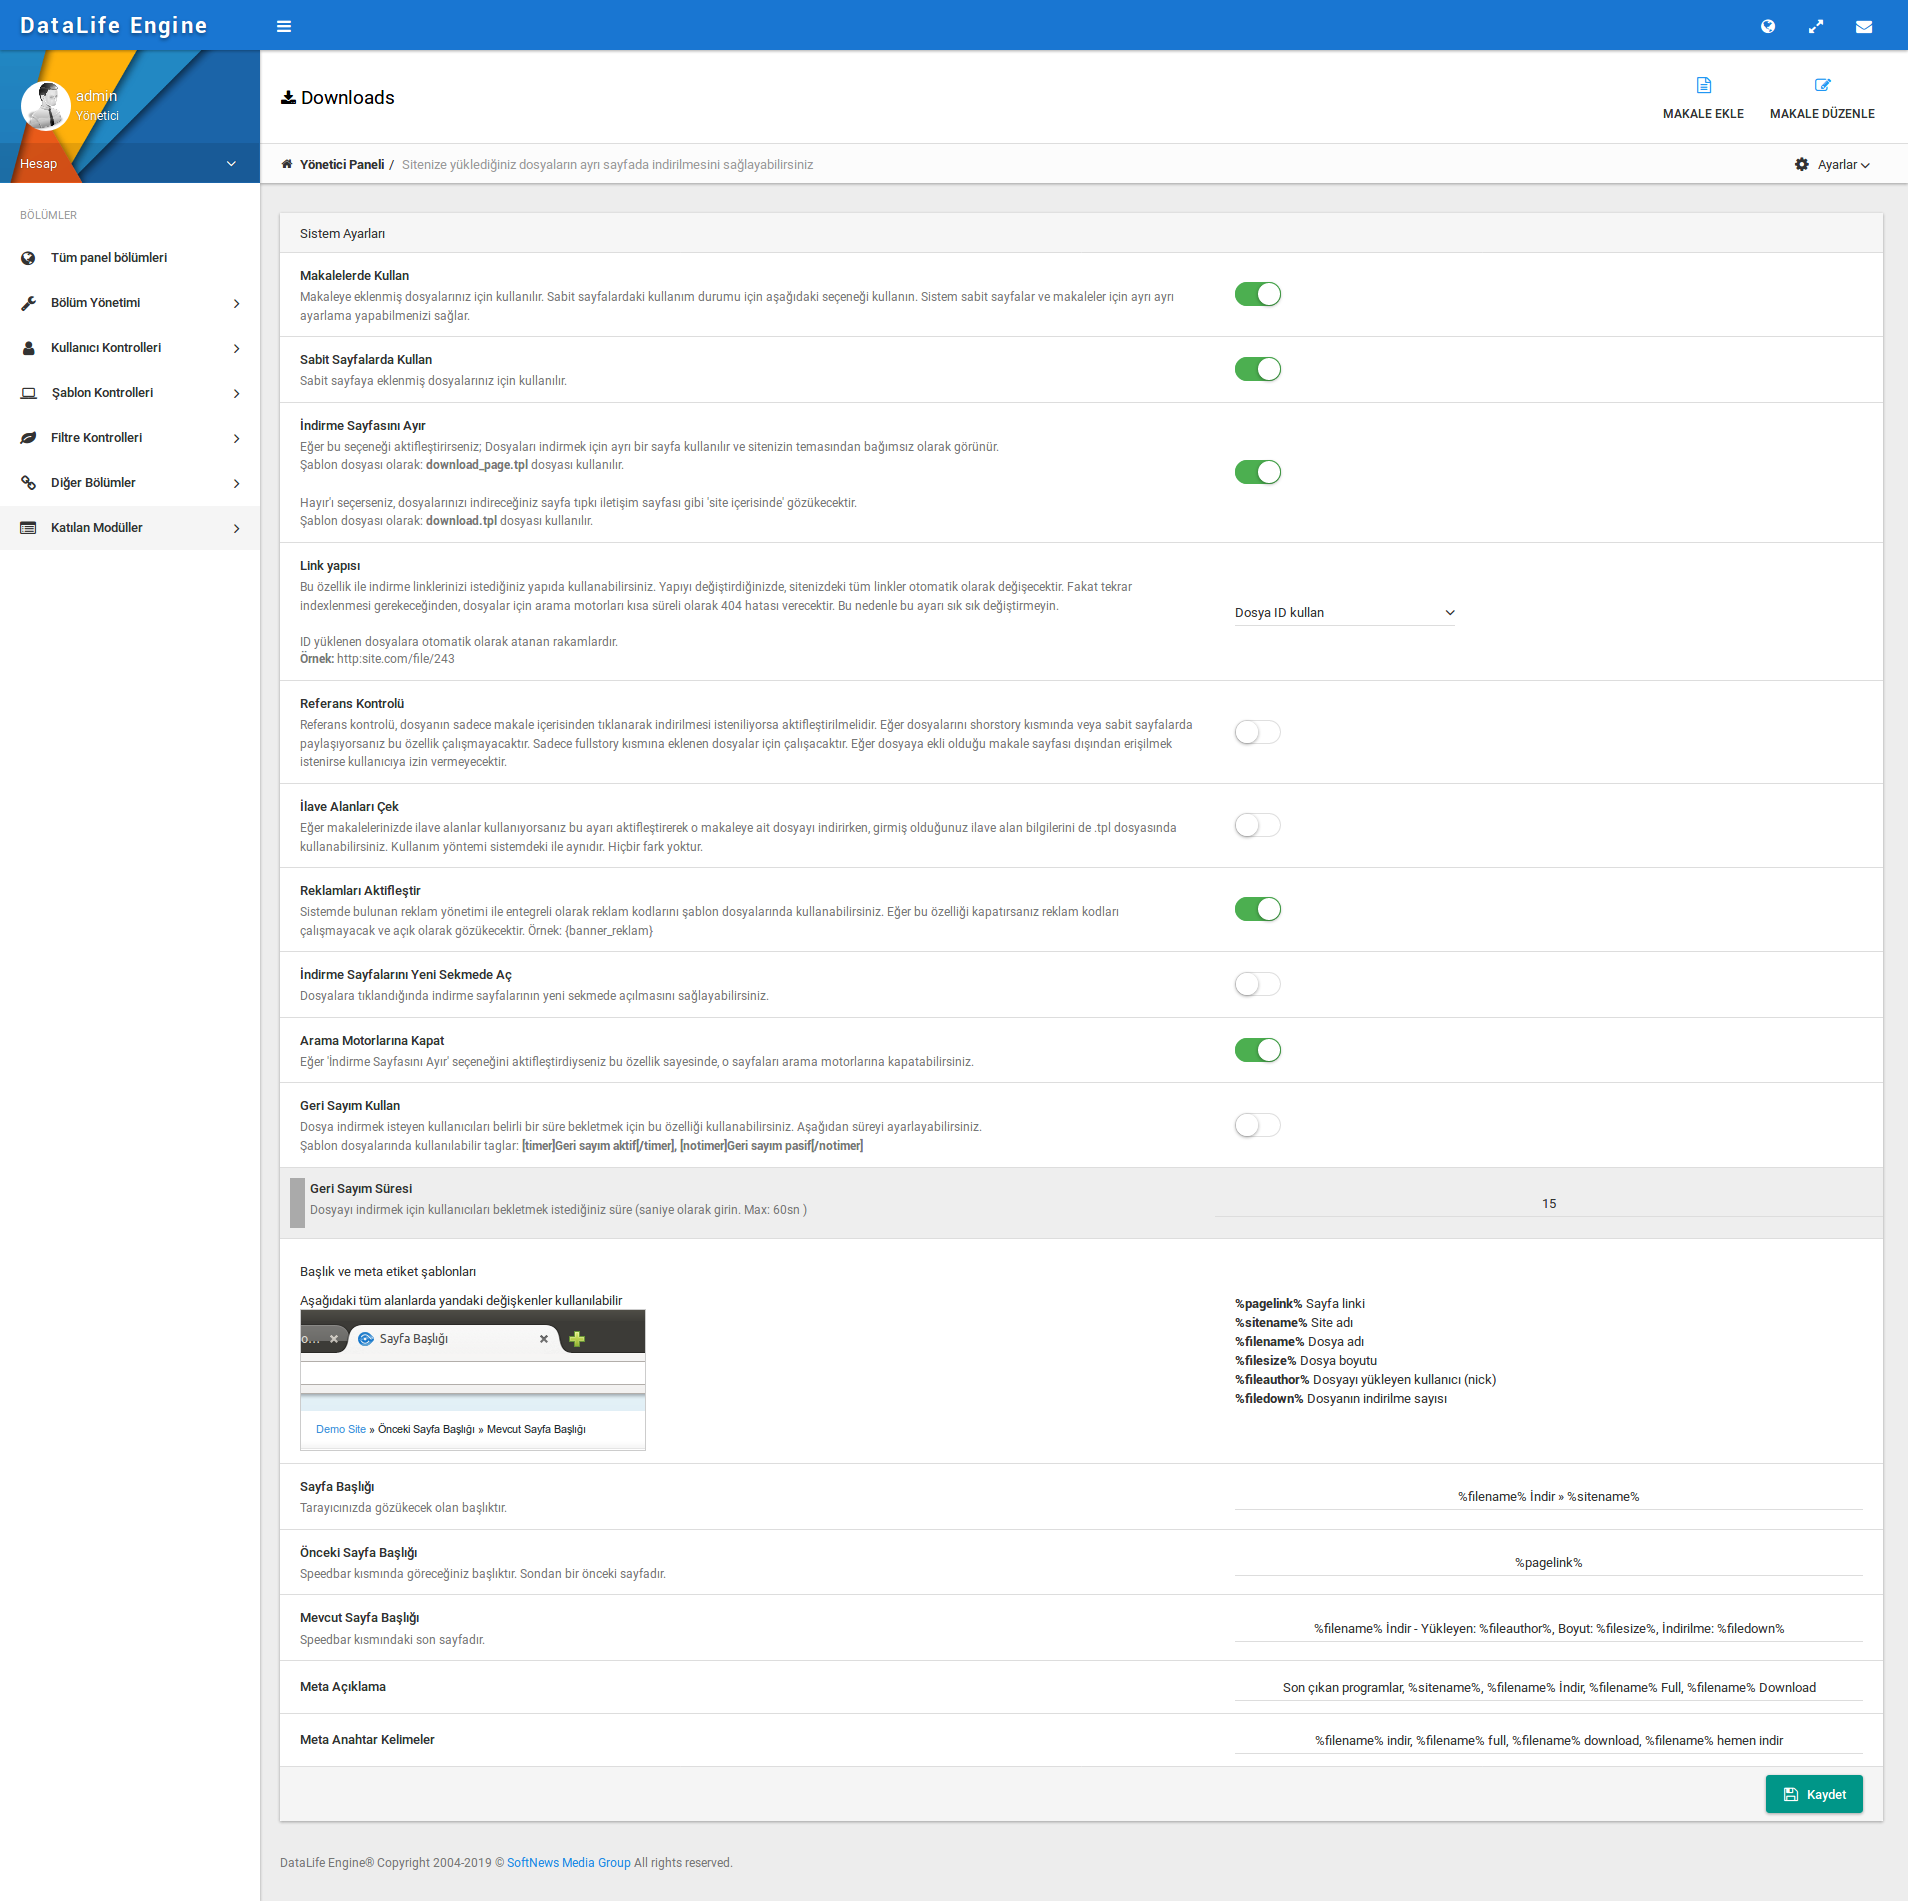 DataLife Engine
admin
Yönetici
Hesap
BÖLÜMLER
Tüm panel bölümleri
Bölüm Yönetimi
Kullanıcı Kontrolleri
Şablon Kontrolleri
Filtre Kontrolleri
Diğer Bölümler
Katılan Modüller
Downloads
MAKALE EKLE
MAKALE DÜZENLE
Yönetici Paneli / Sitenize yüklediğiniz dosyaların ayrı sayfada indirilmesini sağlayabilirsiniz
Ayarlar
Sistem Ayarları
Makalelerde Kullan
Makaleye eklenmiş dosyalarınız için kullanılır. Sabit sayfalardaki kullanım durumu için aşağıdaki seçeneği kullanın. Sistem sabit sayfalar ve makaleler için ayrı ayrı
ayarlama yapabilmenizi sağlar.
Sabit Sayfalarda Kullan
Sabit sayfaya eklenmiş dosyalarınız için kullanılır.
İndirme Sayfasını Ayır
Eğer bu seçeneği aktifleştirirseniz; Dosyaları indirmek için ayrı bir sayfa kullanılır ve sitenizin temasından bağımsız olarak görünür.
Şablon dosyası olarak: download_page.tpl dosyası kullanılır.
Hayır'ı seçerseniz, dosyalarınızı indireceğiniz sayfa tıpkı iletişim sayfası gibi 'site içerisinde' gözükecektir.
Şablon dosyası olarak: download.tpl dosyası kullanılır.
Link yapısı
Bu özellik ile indirme linklerinizi istediğiniz yapıda kullanabilirsiniz. Yapıyı değiştirdiğinizde, sitenizdeki tüm linkler otomatik olarak değişecektir. Fakat tekrar
indexlenmesi gerekeceğinden, dosyalar için arama motorları kısa süreli olarak 404 hatası verecektir. Bu nedenle bu ayarı sık sık değiştirmeyin.
ID yüklenen dosyalara otomatik olarak atanan rakamlardır.
Örnek: http:site.com/file/243
Dosya ID kullan
Referans Kontrolü
Referans kontrolü, dosyanın sadece makale içerisinden tıklanarak indirilmesi isteniliyorsa aktifleştirilmelidir. Eğer dosyalarını shorstory kısmında veya sabit sayfalarda
paylaşıyorsanız bu özellik çalışmayacaktır. Sadece fullstory kısmına eklenen dosyalar için çalışacaktır. Eğer dosyaya ekli olduğu makale sayfası dışından erişilmek
istenirse kullanıcıya izin vermeyecektir.
İlave Alanları Çek
Eğer makalelerinizde ilave alanlar kullanıyorsanız bu ayarı aktifleştirerek o makaleye ait dosyayı indirirken, girmiş olduğunuz ilave alan bilgilerini de .tpl dosyasında
kullanabilirsiniz. Kullanım yöntemi sistemdeki ile aynıdır. Hiçbir fark yoktur.
Reklamları Aktifleştir
Sistemde bulunan reklam yönetimi ile entegreli olarak reklam kodlarını şablon dosyalarında kullanabilirsiniz. Eğer bu özelliği kapatırsanız reklam kodları
çalışmayacak ve açık olarak gözükecektir. Örnek: {banner_reklam}
İndirme Sayfalarını Yeni Sekmede Aç
Dosyalara tıklandığında indirme sayfalarının yeni sekmede açılmasını sağlayabilirsiniz.
Arama Motorlarına Kapat
Eğer 'İndirme Sayfasını Ayır' seçeneğini aktifleştirdiyseniz bu özellik sayesinde, o sayfaları arama motorlarına kapatabilirsiniz.
Geri Sayım Kullan
Dosya indirmek isteyen kullanıcıları belirli bir süre bekletmek için bu özelliği kullanabilirsiniz. Aşağıdan süreyi ayarlayabilirsiniz.
Şablon dosyalarında kullanılabilir taglar: [timer]Geri sayım aktif[/timer], [notimer]Geri sayım pasif[/notimer]
Geri Sayım Süresi
Dosyayı indirmek için kullanıcıları bekletmek istediğiniz süre (saniye olarak girin. Max: 60sn )
15
Başlık ve meta etiket şablonları
Aşağıdaki tüm alanlarda yandaki değişkenler kullanılabilir
o... Sayfa Başlığı
Demo Site » Önceki Sayfa Başlığı » Mevcut Sayfa Başlığı
%pagelink% Sayfa linki
%sitename% Site adı
%filename% Dosya adı
%filesize% Dosya boyutu
%fileauthor% Dosyayı yükleyen kullanıcı (nick)
%filedown% Dosyanın indirilme sayısı
Sayfa Başlığı
Tarayıcınızda gözükecek olan başlıktır.
%filename% İndir » %sitename%
Önceki Sayfa Başlığı
Speedbar kısmında göreceğiniz başlıktır. Sondan bir önceki sayfadır.
%pagelink%
Mevcut Sayfa Başlığı
Speedbar kısmındaki son sayfadır.
%filename% İndir - Yükleyen: %fileauthor%, Boyut: %filesize%, İndirilme: %filedown%
Meta Açıklama
Son çıkan programlar, %sitename%, %filename% İndir, %filename% Full, %filename% Download
Meta Anahtar Kelimeler
%filename% indir, %filename% full, %filename% download, %filename% hemen indir
Kaydet
DataLife Engine® Copyright 2004-2019 © SoftNews Media Group All rights reserved.